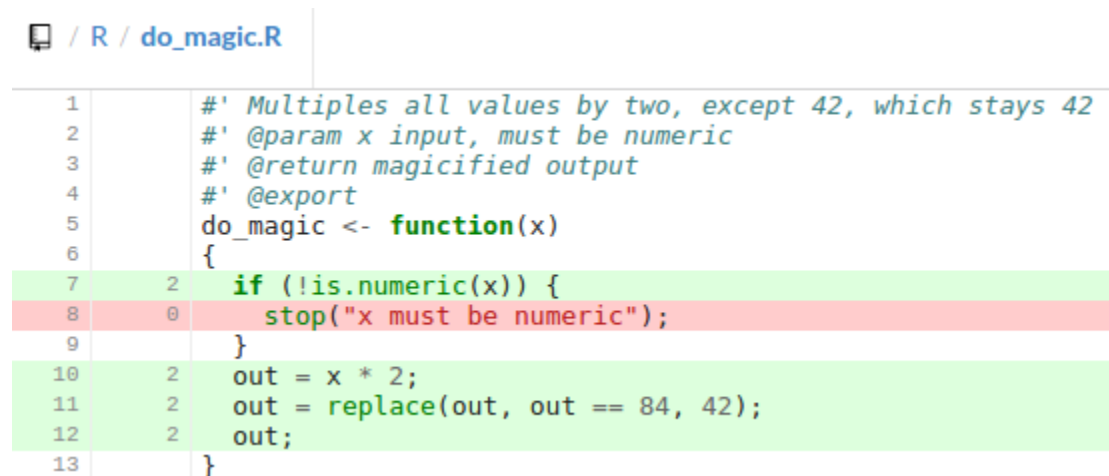 / R / do_magic.R
1 #' Multiples all values by two, except 42, which stays 42
2 #' @param x input, must be numeric
3 #' @return magicified output
4 #' @export
5 do_magic <- function(x)
6 {
7 2 if (!is.numeric(x)) {
8 0 stop("x must be numeric");
9 }
10 2 out = x * 2;
11 2 out = replace(out, out == 84, 42);
12 2 out;
13 }